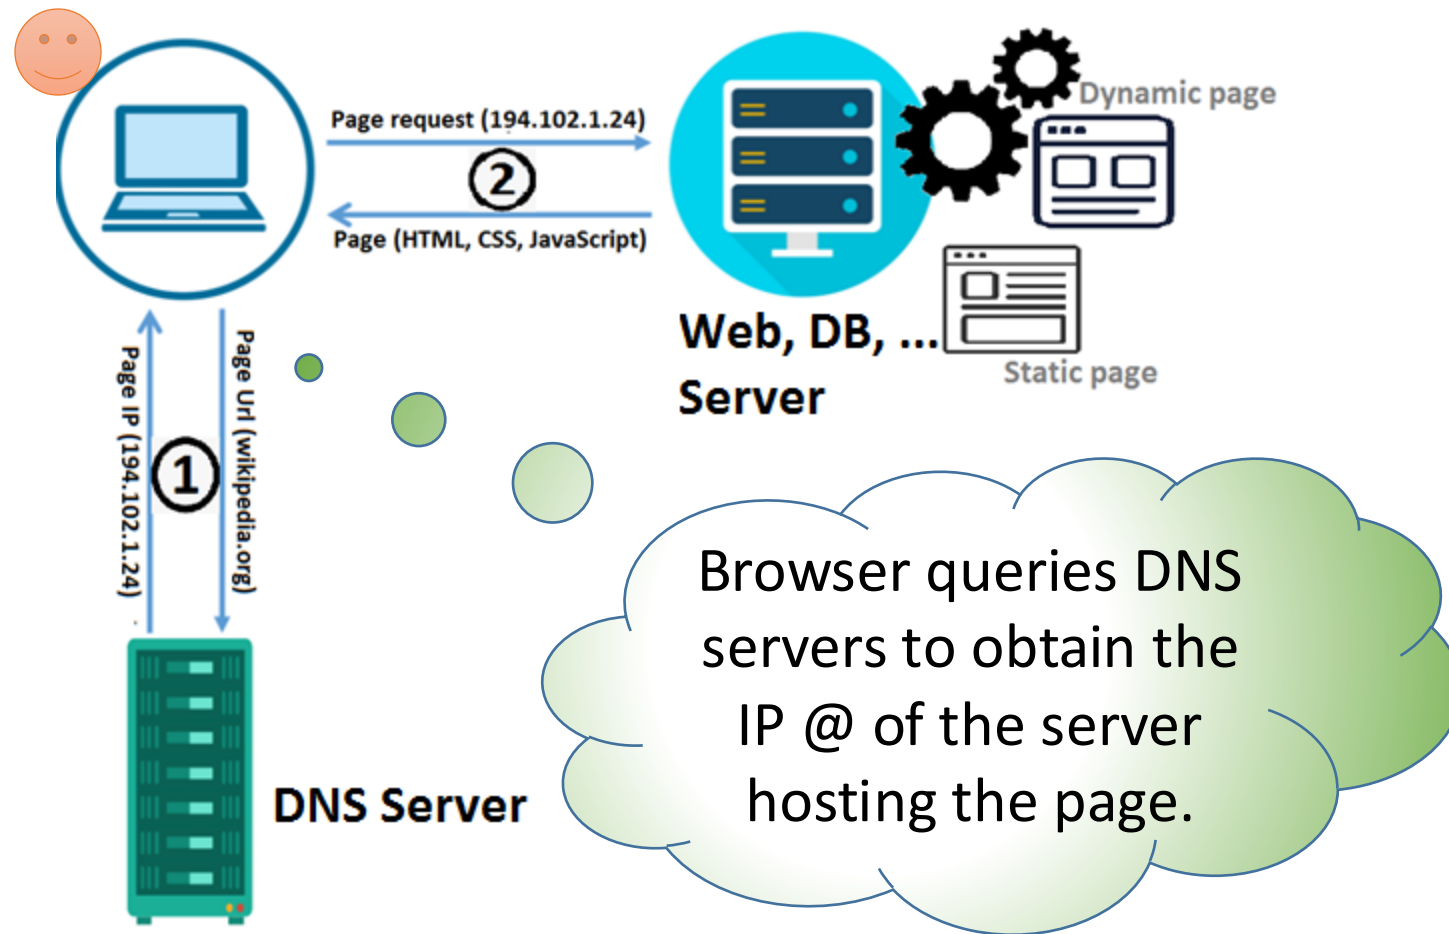 Page request (194.102.1.24)
2
Page (HTML, CSS, JavaScript)
Dynamic page
Static page
Web, DB, ...
Server
Page IP (194.102.1.24)
1
Page Url (wikipedia.org)
DNS Server
Browser queries DNS
servers to obtain the
IP @ of the server
hosting the page.